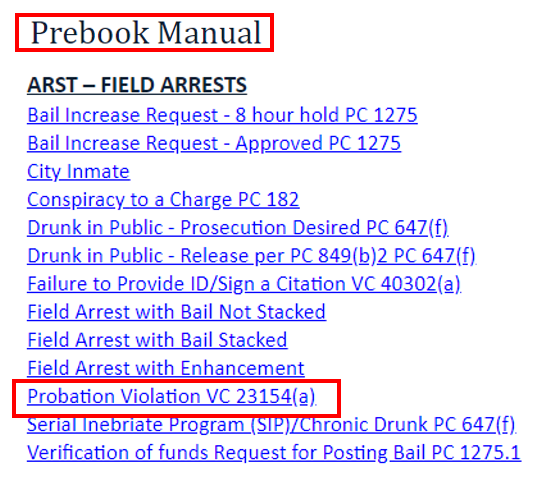 Prebook Manual
ARST – FIELD ARRESTS
Bail Increase Request - 8 hour hold PC 1275
Bail Increase Request - Approved PC 1275
City Inmate
Conspiracy to a Charge PC 182
Drunk in Public - Prosecution Desired PC 647(f)
Drunk in Public - Release per PC 849(b)2 PC 647(f)
Failure to Provide ID/Sign a Citation VC 40302(a)
Field Arrest with Bail Not Stacked
Field Arrest with Bail Stacked
Field Arrest with Enhancement
Probation Violation VC 23154(a)
Serial Inebriate Program (SIP)/Chronic Drunk PC 647(f)
Verification of funds Request for Posting Bail PC 1275.1